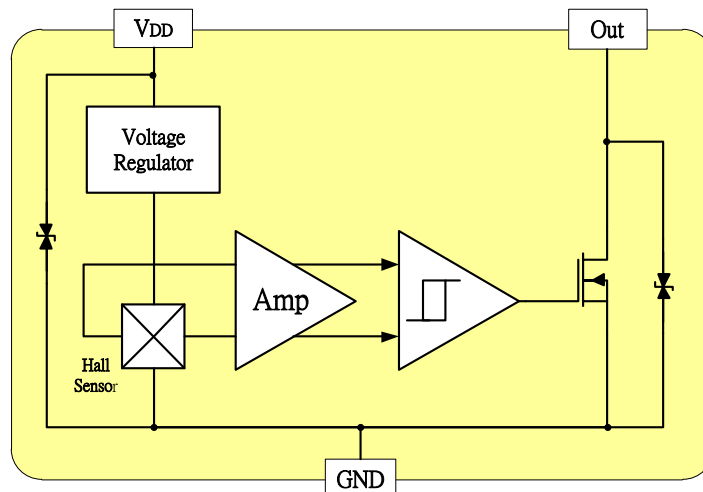 VDD
Out
Voltage
Regulator
Amp
Hall
Sensor
GND